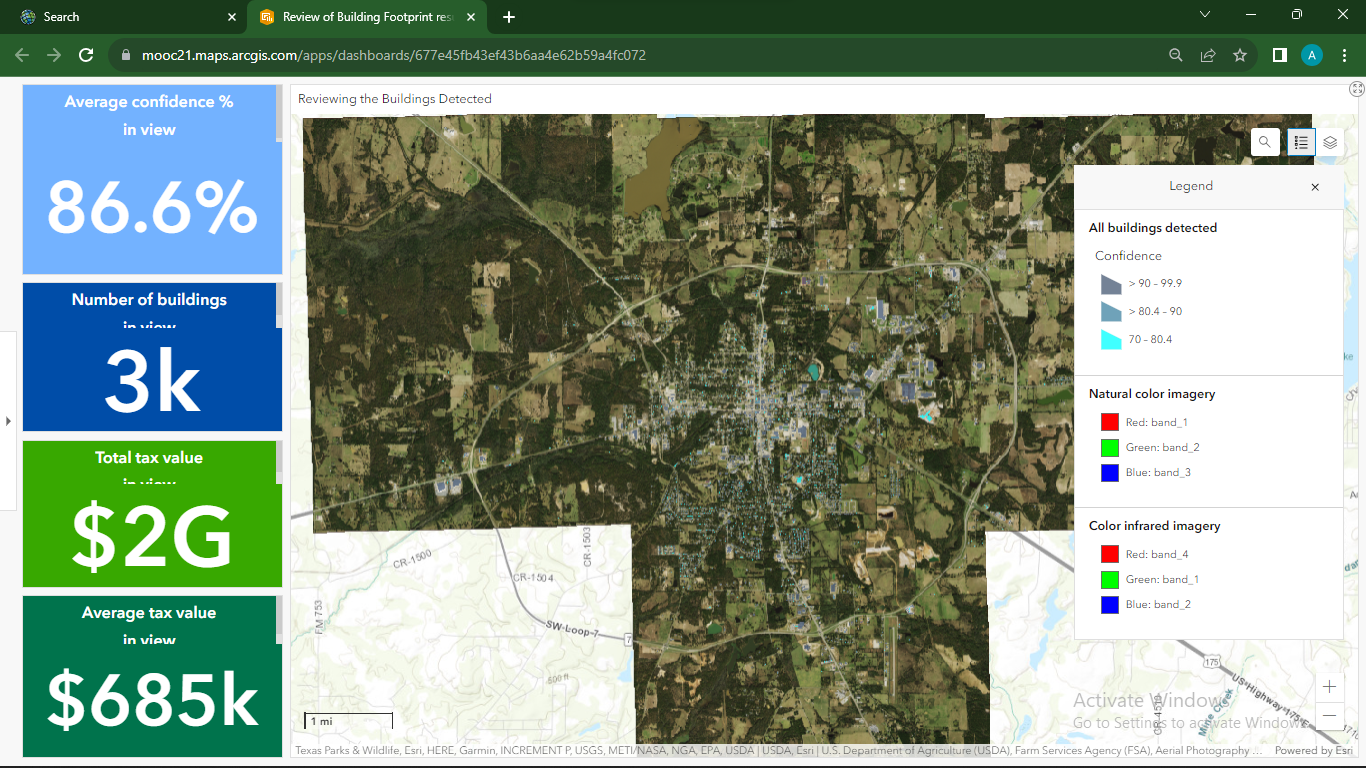 Search
Review of Building Footprint res
mooc21.maps.arcgis.com/apps/dashboards/677e45fb43ef43b6aa4e62b59a4fc072
A
Average confidence %
in view
86.6%
Number of buildings
in view
3k
Total tax value
in view
$2G
Average tax value
in view
$685k
Reviewing the Buildings Detected
Legend
All buildings detected
Confidence
> 90 - 99.9
> 80.4 - 90
70 - 80.4
Natural color imagery
Red: band_1
Green: band_2
Blue: band_3
Color infrared imagery
Red: band_4
Green: band_1
Blue: band_2
CR-1500
CR-1503
CR-1504
FM 753
SW-Loop-7
7
500 ft
175
US-Highway-175-E
Creek
1 mi
Activate Windows
Go to Settings to activate Windows.
Texas Parks & Wildlife, Esri, HERE, Garmin, INCREMENT P, USGS, METI/NASA, NGA, EPA, USDA | USDA, Esri | U.S. Department of Agriculture (USDA), Farm Services Agency (FSA), Aerial Photography ...
Powered by Esri